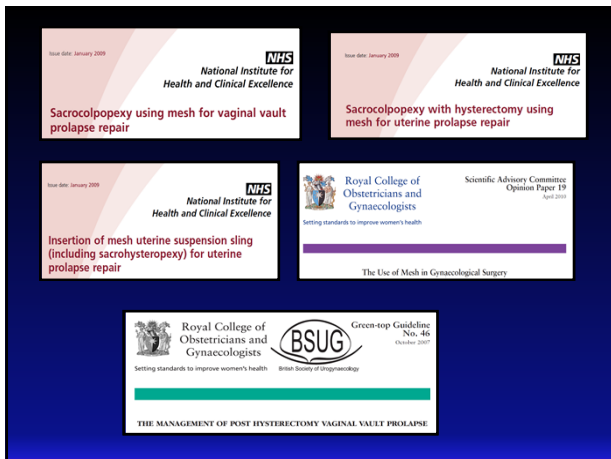 Issue date: January 2009
NHS
National Institute for
Health and Clinical Excellence
Sacrocolpopexy using mesh for vaginal vault
prolapse repair
Issue date: January 2009
NHS
National Institute for
Health and Clinical Excellence
Sacrocolpopexy with hysterectomy using
mesh for uterine prolapse repair
Issue date: January 2009
NHS
National Institute for
Health and Clinical Excellence
Insertion of mesh uterine suspension sling
(including sacrohysteropexy) for uterine
prolapse repair
Royal College of
Obstetricians and
Gynaecologists
Setting standards to improve women's health
Scientific Advisory Committee
Opinion Paper 19
April 2010
The Use of Mesh in Gynaecological Surgery
Royal College of
Obstetricians and
Gynaecologists
Setting standards to improve women's health
BSUG
British Society of Urogynaecology
Green-top Guideline
No. 46
October 2007
THE MANAGEMENT OF POST HYSTERECTOMY VAGINAL VAULT PROLAPSE